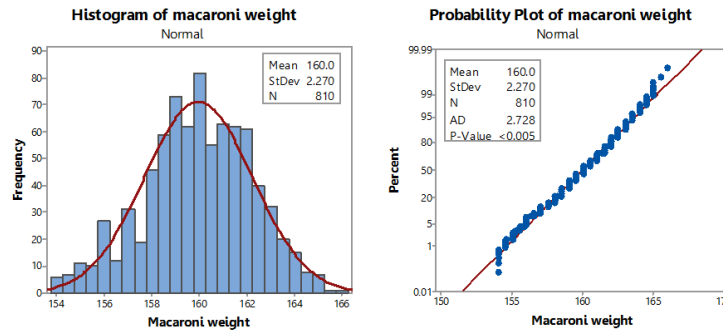 Histogram of macaroni weight
Normal
Mean 160.0
StDev 2.270
N 810
90
80
70
60
50
40
30
20
10
0
Frequency
154 156 158 160 162 164 166
Macaroni weight
Probability Plot of macaroni weight
Normal
Mean 160.0
StDev 2.270
N 810
AD 2.728
P-Value <0.005
99.99
99
95
80
50
20
5
1
0.01
Percent
150 155 160 165 17
Macaroni weight